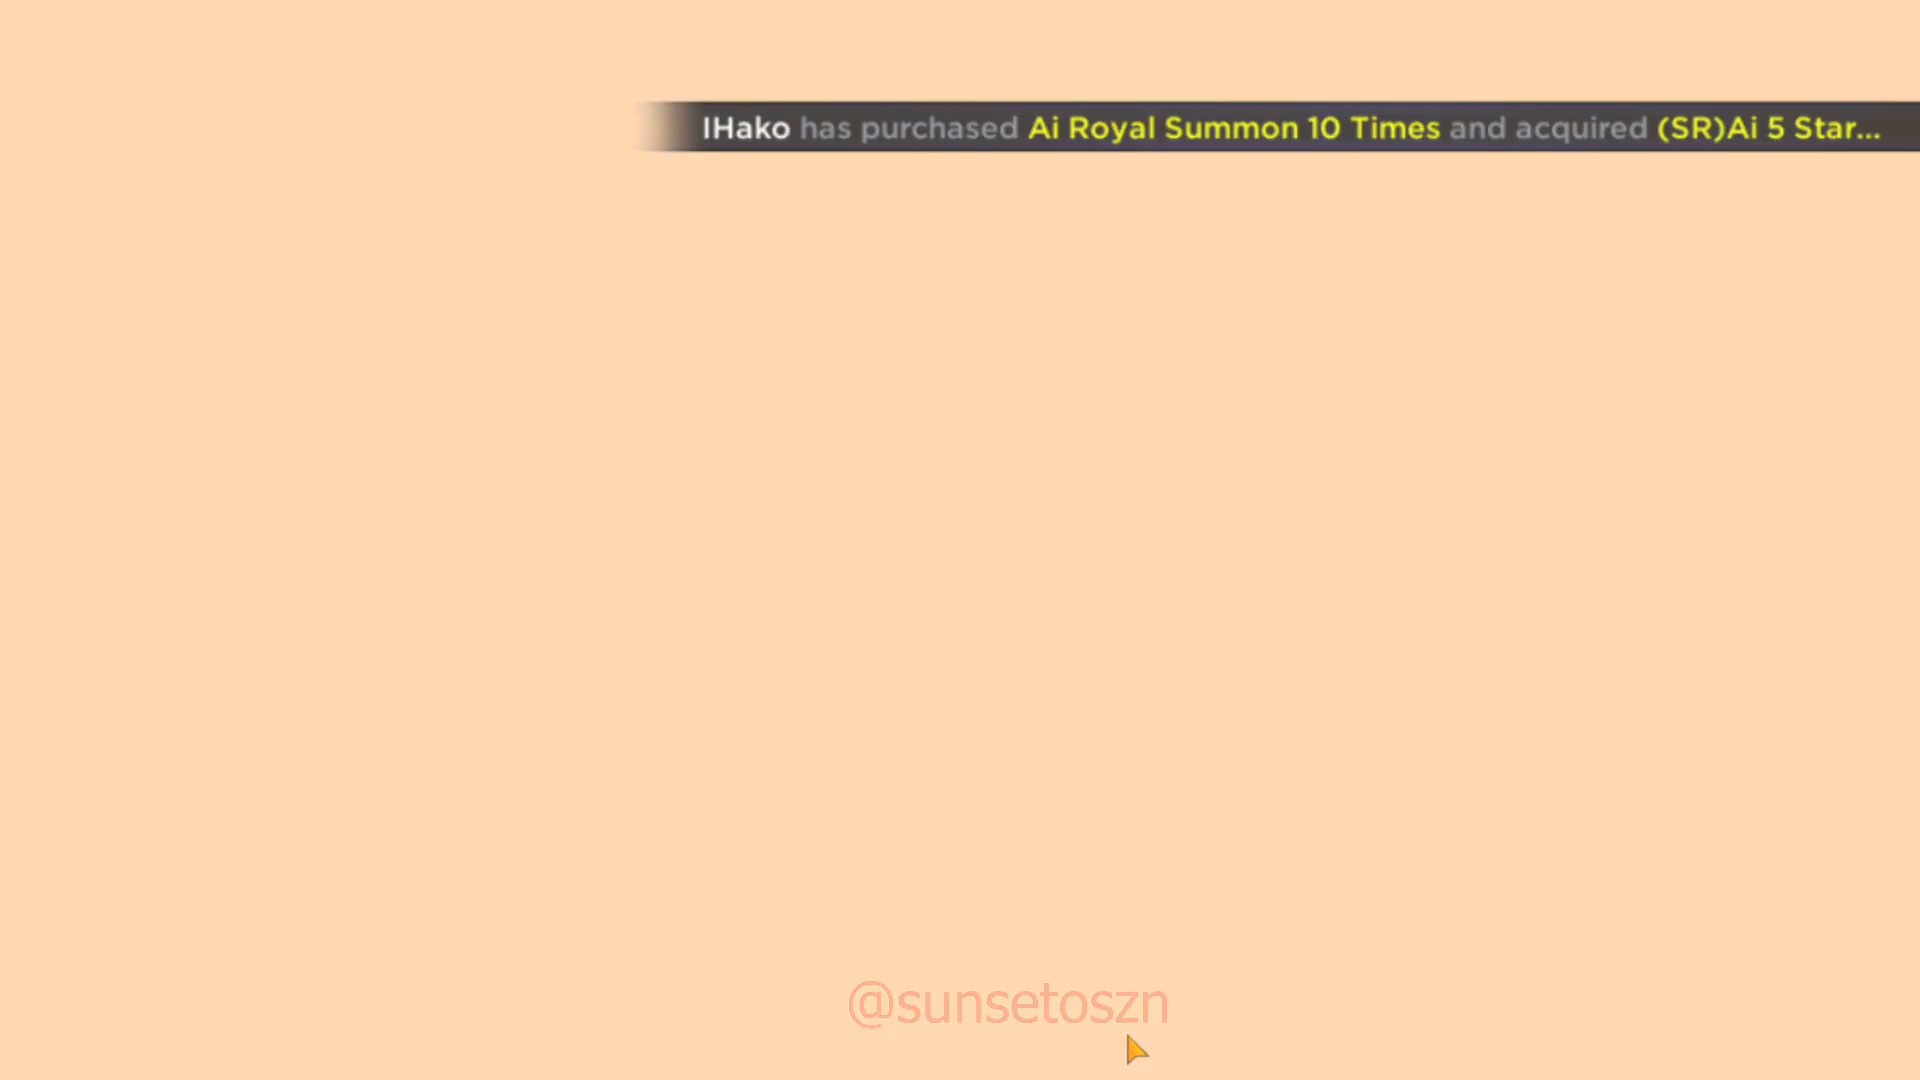 IHako has purchased Ai Royal Summon 10 Times and acquired (SR)Ai 5 Star...
@sunsetoszn